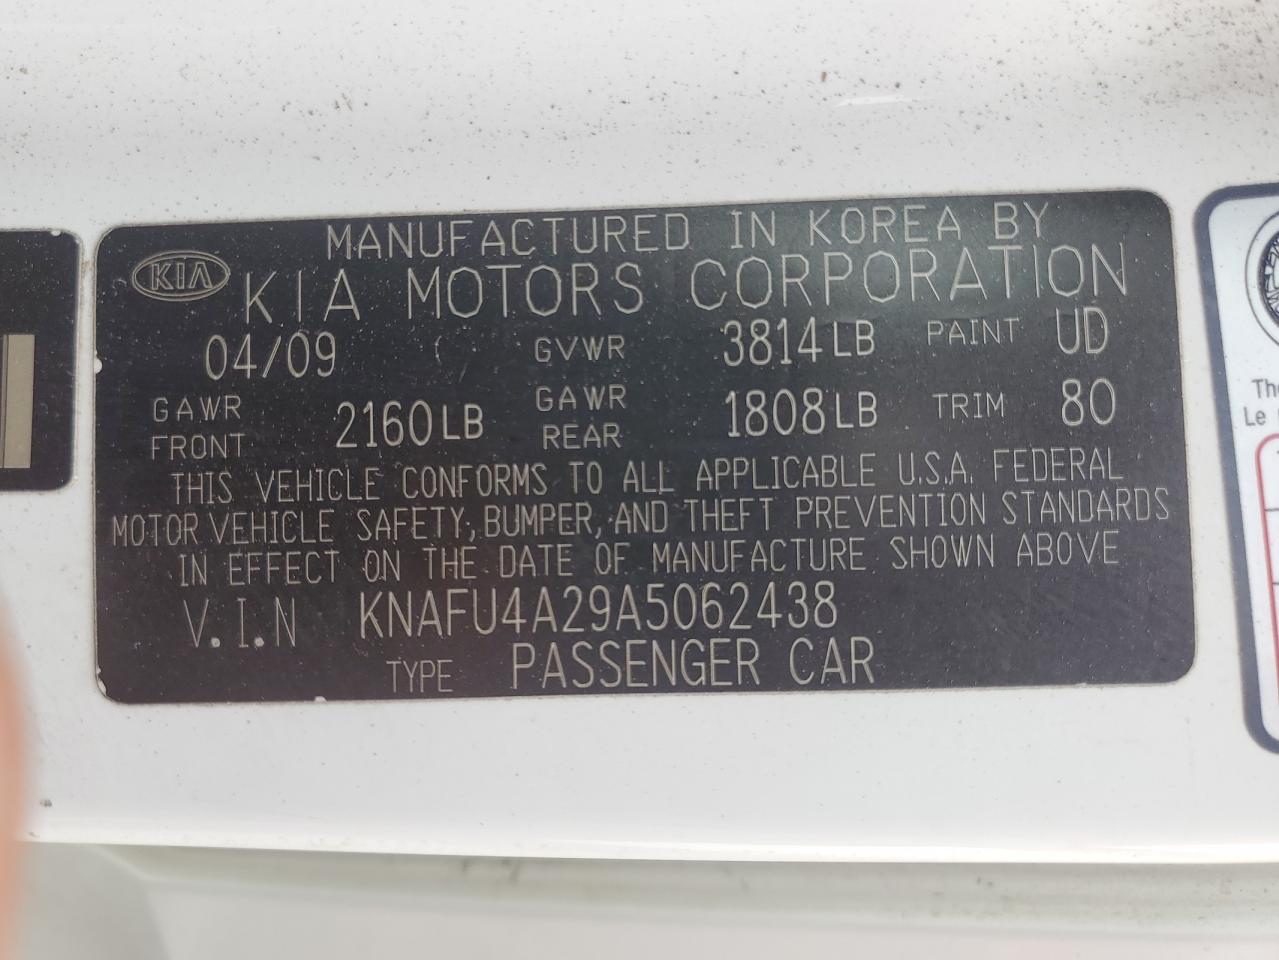 MANUFACTURED IN KOREA BY
KIA
KIA MOTORS CORPORATION
04/09 GVWR 3814LB PAINT UD
GAWR FRONT 2160LB GAWR REAR 1808LB TRIM 80
THIS VEHICLE CONFORMS TO ALL APPLICABLE U.S.A. FEDERAL
MOTOR VEHICLE SAFETY, BUMPER, AND THEFT PREVENTION STANDARDS
IN EFFECT ON THE DATE OF MANUFACTURE SHOWN ABOVE
V.I.N KNAFU4A29A5062438
TYPE PASSENGER CAR
Th
Le